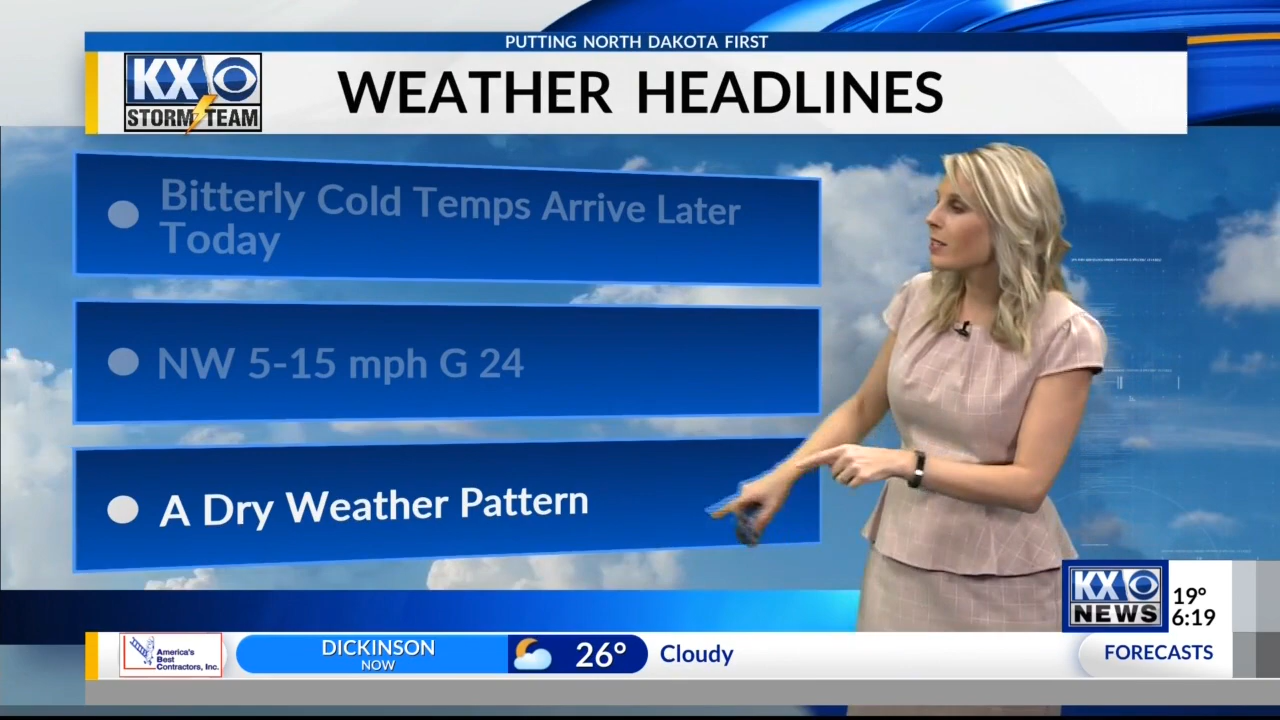 PUTTING NORTH DAKOTA FIRST
KX
STORM TEAM
WEATHER HEADLINES
Bitterly Cold Temps Arrive Later
Today
NW 5-15 mph G 24
A Dry Weather Pattern
KX
NEWS
19°
6:19
America's
Best
Contractors, Inc.
DICKINSON
NOW
26°
Cloudy
FORECASTS